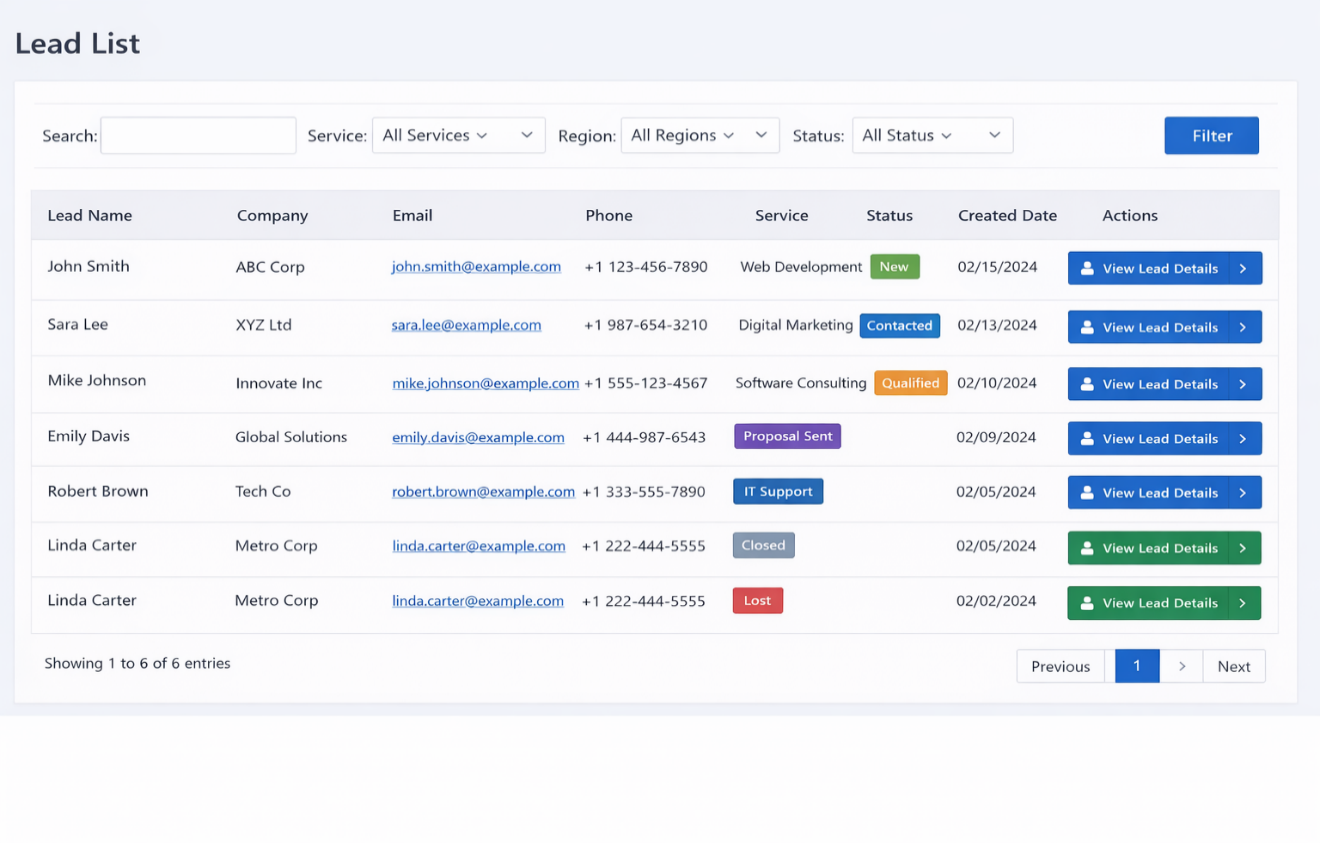 Lead List
Search: Service: All Services Region: All Regions Status: All Status Filter
Lead Name Company Email Phone Service Status Created Date Actions
John Smith ABC Corp john.smith@example.com +1 123-456-7890 Web Development New 02/15/2024 View Lead Details
Sara Lee XYZ Ltd sara.lee@example.com +1 987-654-3210 Digital Marketing Contacted 02/13/2024 View Lead Details
Mike Johnson Innovate Inc mike.johnson@example.com +1 555-123-4567 Software Consulting Qualified 02/10/2024 View Lead Details
Emily Davis Global Solutions emily.davis@example.com +1 444-987-6543 Proposal Sent 02/09/2024 View Lead Details
Robert Brown Tech Co robert.brown@example.com +1 333-555-7890 IT Support 02/05/2024 View Lead Details
Linda Carter Metro Corp linda.carter@example.com +1 222-444-5555 Closed 02/05/2024 View Lead Details
Linda Carter Metro Corp linda.carter@example.com +1 222-444-5555 Lost 02/02/2024 View Lead Details
Showing 1 to 6 of 6 entries Previous 1 > Next